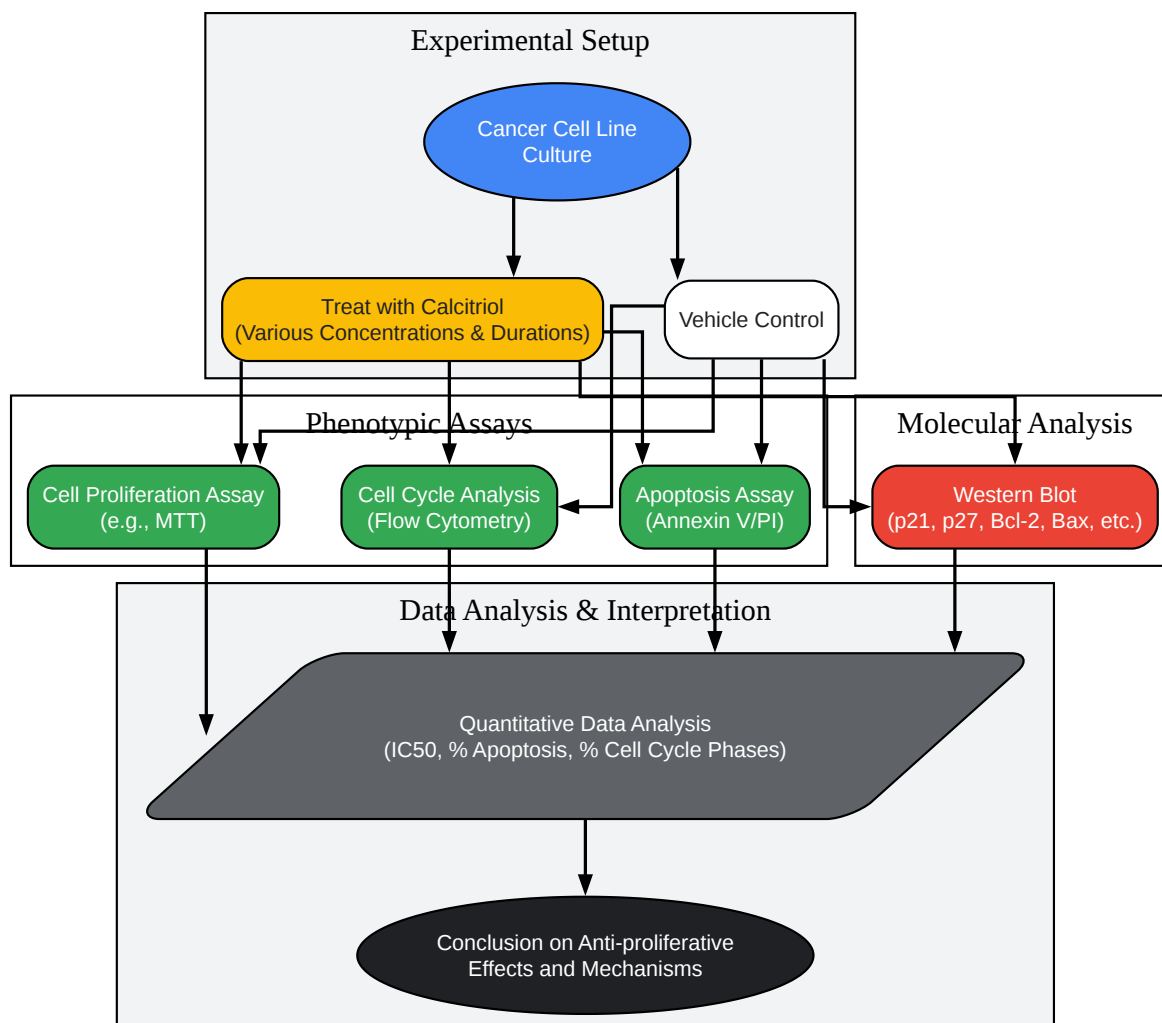 Experimental Setup
Cancer Cell Line
Culture
Treat with Calcitriol
(Various Concentrations & Durations)
Vehicle Control
Phenotypic Assays
Molecular Analysis
Cell Proliferation Assay
(e.g., MTT)
Cell Cycle Analysis
(Flow Cytometry)
Apoptosis Assay
(Annexin V/PI)
Western Blot
(p21, p27, Bcl-2, Bax, etc.)
Data Analysis & Interpretation
Quantitative Data Analysis
(IC50, % Apoptosis, % Cell Cycle Phases)
Conclusion on Anti-proliferative
Effects and Mechanisms